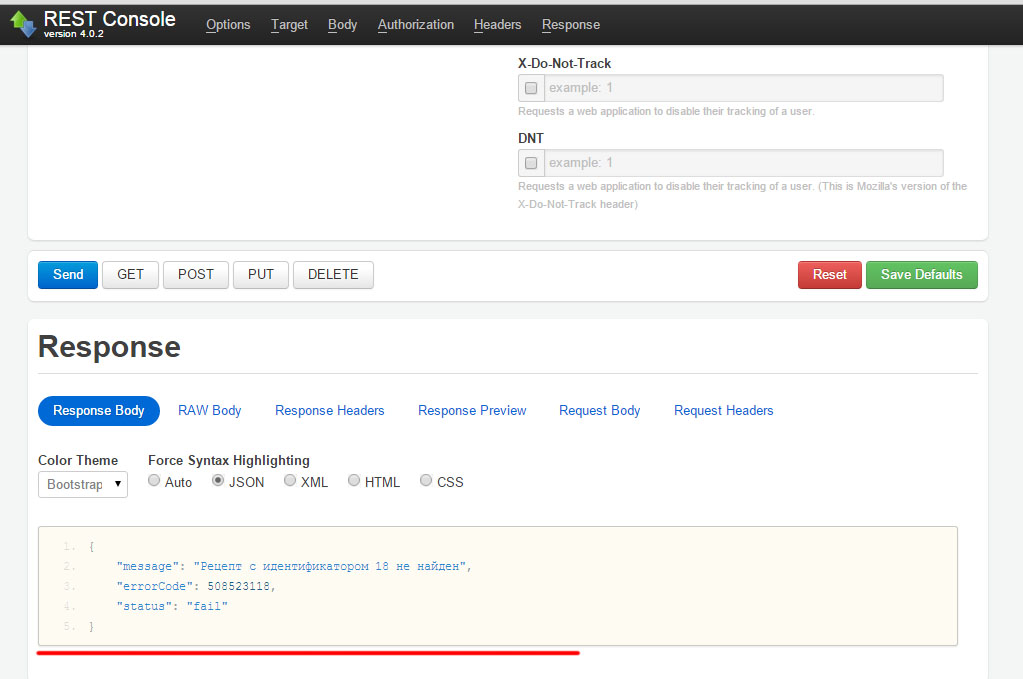 REST Console
version 4.0.2
Options Target Body Authorization Headers Response
X-Do-Not-Track
example: 1
Requests a web application to disable their tracking of a user.
DNT
example: 1
Requests a web application to disable their tracking of a user. (This is Mozilla's version of the
X-Do-Not-Track header)
Send GET POST PUT DELETE Reset Save Defaults
Response
Response Body RAW Body Response Headers Response Preview Request Body Request Headers
Color Theme Force Syntax Highlighting
Bootstrap Auto JSON XML HTML CSS
1. {
2. "message": "Рецепт с идентификатором 18 не найден",
3. "errorCode": 508523118,
4. "status": "fail"
5. }